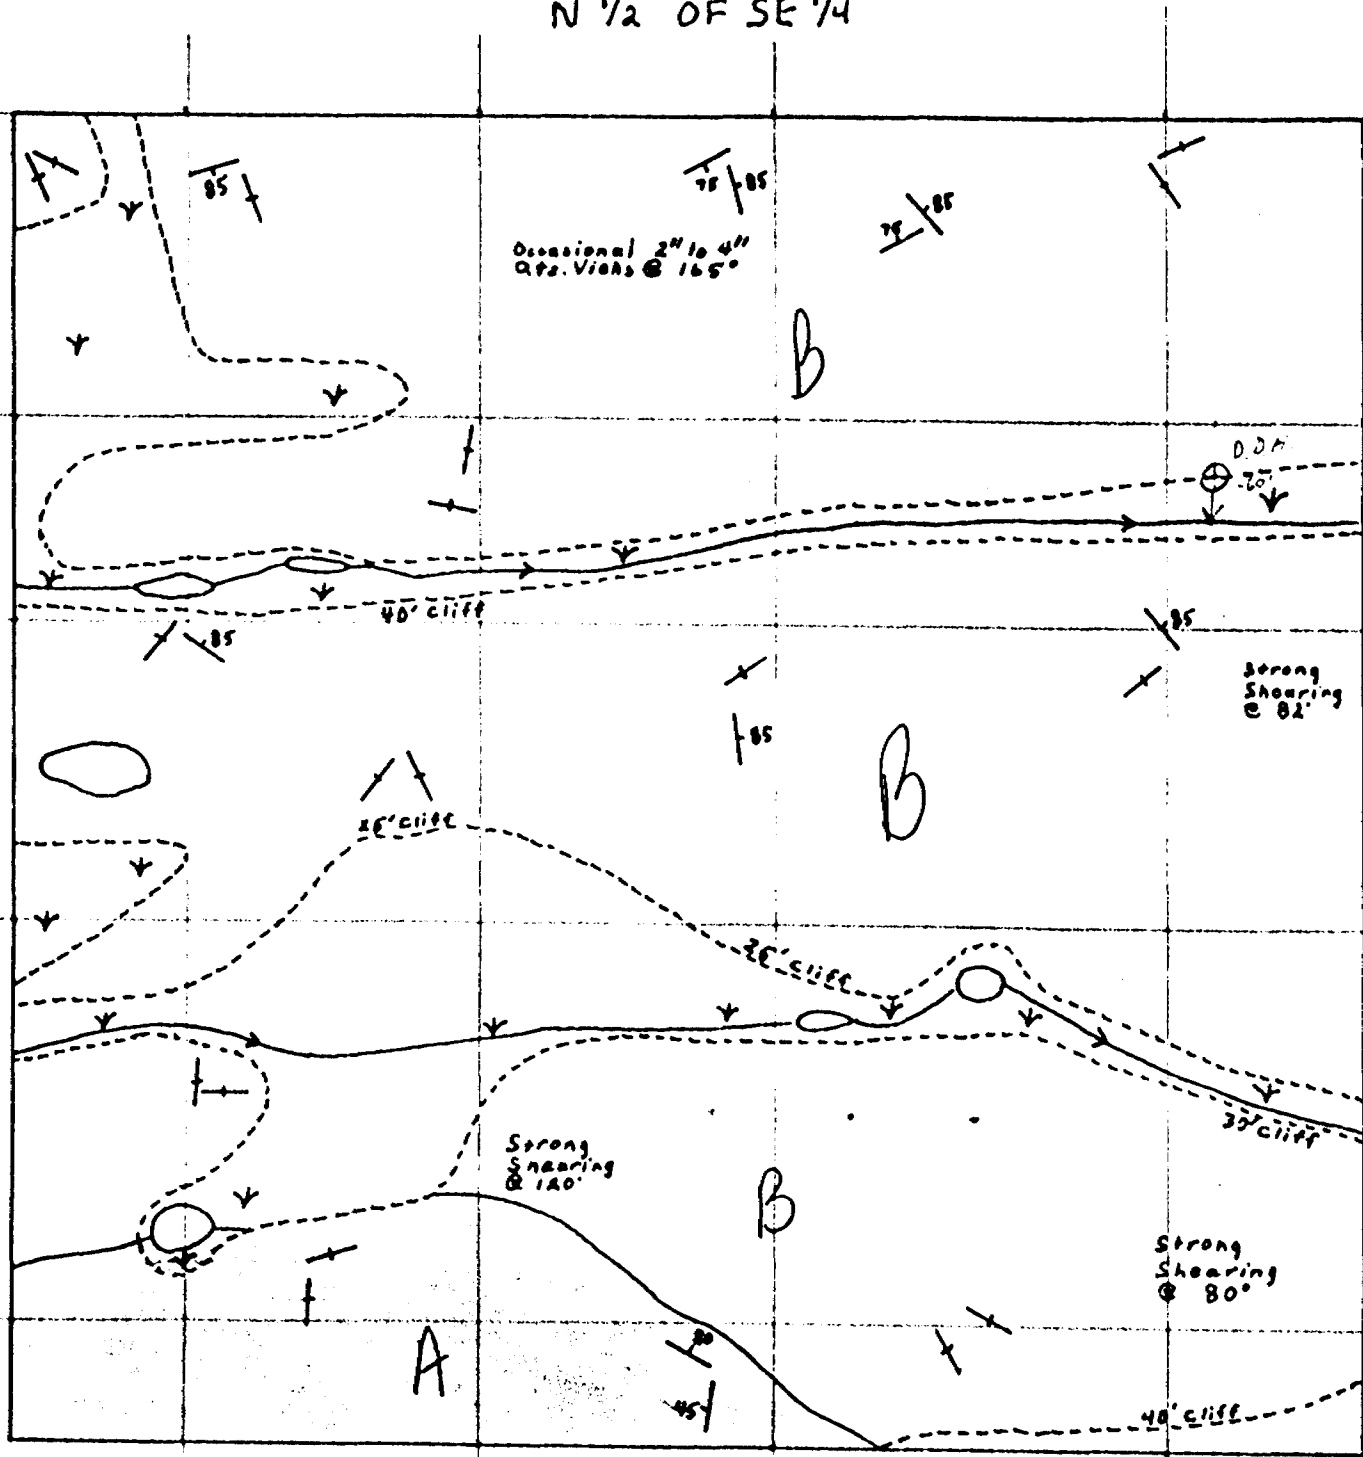 N 1/2 OF SE 1/4
A
85
75
85
85
75
Occasional 2" to 4"
Qtz. Viens @ 165°
B
D.D.H.
-70°
40' Cliff
85
85
Strong
Shearing
@ 82°
85
B
25' Cliff
25' Cliff
30' Cliff
Strong
Shearing
@ 120°
B
Strong
Shearing
@ 80°
A
80
45
40' Cliff